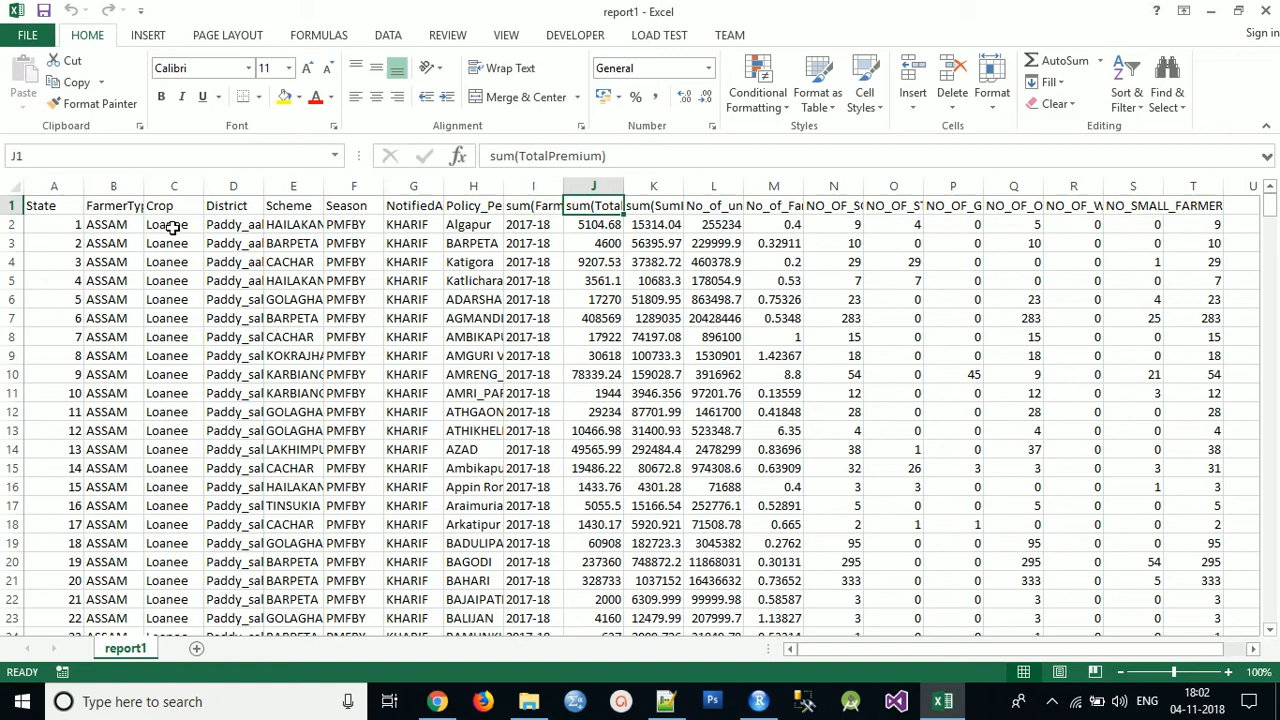 report1 - Excel
Sign in
FILE HOME INSERT PAGE LAYOUT FORMULAS DATA REVIEW VIEW DEVELOPER LOAD TEST TEAM
Cut
Copy
Format Painter
Paste
Calibri 11
B I U
Wrap Text
Merge & Center
General
Conditional Formatting
Format as Table
Cell Styles
Insert Delete Format
AutoSum
Fill
Clear
Sort & Filter
Find & Select
Clipboard Font Alignment Number Styles Cells Editing
J1 fx sum(TotalPremium)
A B C D E F G H I J K L M N O P Q R S T U
1 State FarmerTy Crop District Scheme Season NotifiedA Policy_Pe sum(Farm sum(Total sum(SumI No_of_un No_of_Fa NO_OF_SC NO_OF_ST NO_OF_G NO_OF_O NO_OF_W NO_SMALL_FARMER
2 1 ASSAM Loanee Paddy_aal HAILAKAN PMFBY KHARIF Algapur 2017-18 5104.68 15314.04 255234 0.4 9 4 0 5 0 0 9
3 2 ASSAM Loanee Paddy_aal BARPETA PMFBY KHARIF BARPETA 2017-18 4600 56395.97 229999.9 0.32911 10 0 0 10 0 0 10
4 3 ASSAM Loanee Paddy_aal CACHAR PMFBY KHARIF Katigora 2017-18 9207.53 37382.72 460378.9 0.2 29 29 0 0 0 1 29
5 4 ASSAM Loanee Paddy_aal HAILAKAN PMFBY KHARIF Katlichara 2017-18 3561.1 10683.3 178054.9 0.53 7 7 0 0 0 0 7
6 5 ASSAM Loanee Paddy_sal GOLAGHA PMFBY KHARIF ADARSHA 2017-18 17270 51809.95 863498.7 0.75326 23 0 0 23 0 4 23
7 6 ASSAM Loanee Paddy_sal BARPETA PMFBY KHARIF AGMANDI 2017-18 408569 1289035 20428446 0.5348 283 0 0 283 0 25 283
8 7 ASSAM Loanee Paddy_sal CACHAR PMFBY KHARIF AMBIKAPU 2017-18 17922 74197.08 896100 1 15 0 0 15 0 0 15
9 8 ASSAM Loanee Paddy_sal KOKRAJHA PMFBY KHARIF AMGURI V 2017-18 30618 100733.3 1530901 1.42367 18 0 0 18 0 0 18
10 9 ASSAM Loanee Paddy_sal KARBIANG PMFBY KHARIF AMRENG_ 2017-18 78339.24 159028.7 3916962 8.8 54 0 45 9 0 21 54
11 10 ASSAM Loanee Paddy_sal KARBIANG PMFBY KHARIF AMRI_PAT 2017-18 1944 3946.356 97201.76 0.13559 12 0 0 12 0 3 12
12 11 ASSAM Loanee Paddy_sal GOLAGHA PMFBY KHARIF ATHGAON 2017-18 29234 87701.99 1461700 0.41848 28 0 0 28 0 0 28
13 12 ASSAM Loanee Paddy_sal GOLAGHA PMFBY KHARIF ATHIKHELI 2017-18 10466.98 31400.93 523348.7 6.35 4 0 0 4 0 0 4
14 13 ASSAM Loanee Paddy_sal LAKHIMPU PMFBY KHARIF AZAD 2017-18 49565.99 292484.4 2478299 0.83696 38 1 0 37 0 0 38
15 14 ASSAM Loanee Paddy_sal CACHAR PMFBY KHARIF Ambikapu 2017-18 19486.22 80672.8 974308.6 0.63909 32 26 3 3 0 3 31
16 15 ASSAM Loanee Paddy_sal HAILAKAN PMFBY KHARIF Appin Ron 2017-18 1433.76 4301.28 71688 0.4 3 3 0 0 0 1 3
17 16 ASSAM Loanee Paddy_sal TINSUKIA PMFBY KHARIF Araimuria 2017-18 5055.5 15166.54 252776.1 0.52891 5 0 0 5 0 0 5
18 17 ASSAM Loanee Paddy_sal CACHAR PMFBY KHARIF Arkatipur 2017-18 1430.17 5920.921 71508.78 0.665 2 1 1 0 0 0 2
19 18 ASSAM Loanee Paddy_sal GOLAGHA PMFBY KHARIF BADULIPA 2017-18 60908 182723.3 3045382 0.2762 95 0 0 95 0 0 95
20 19 ASSAM Loanee Paddy_sal BARPETA PMFBY KHARIF BAGODI 2017-18 237360 748872.2 11868031 0.30131 295 0 0 295 0 54 295
21 20 ASSAM Loanee Paddy_sal BARPETA PMFBY KHARIF BAHARI 2017-18 328733 1037152 16436632 0.73652 333 0 0 333 0 5 333
22 21 ASSAM Loanee Paddy_sal BARPETA PMFBY KHARIF BAJAIPATI 2017-18 2000 6309.999 99999.98 0.58587 3 0 0 3 0 0 3
23 22 ASSAM Loanee Paddy_sal GOLAGHA PMFBY KHARIF BALIJAN 2017-18 4160 12479.99 207999.7 1.13827 3 0 0 3 0 0 3
report1
READY 100%
Type here to search
ENG
18:02
04-11-2018